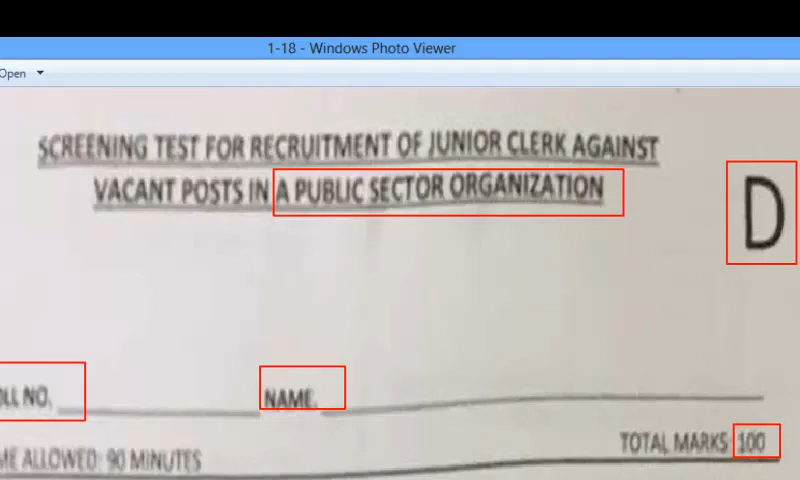 1-18 - Windows Photo Viewer
Open
SCREENING TEST FOR RECRUITMENT OF JUNIOR CLERK AGAINST
VACANT POSTS IN A PUBLIC SECTOR ORGANIZATION
D
OLL NO.
NAME.
TOTAL MARKS: 100
ME ALLOWED: 90 MINUTES